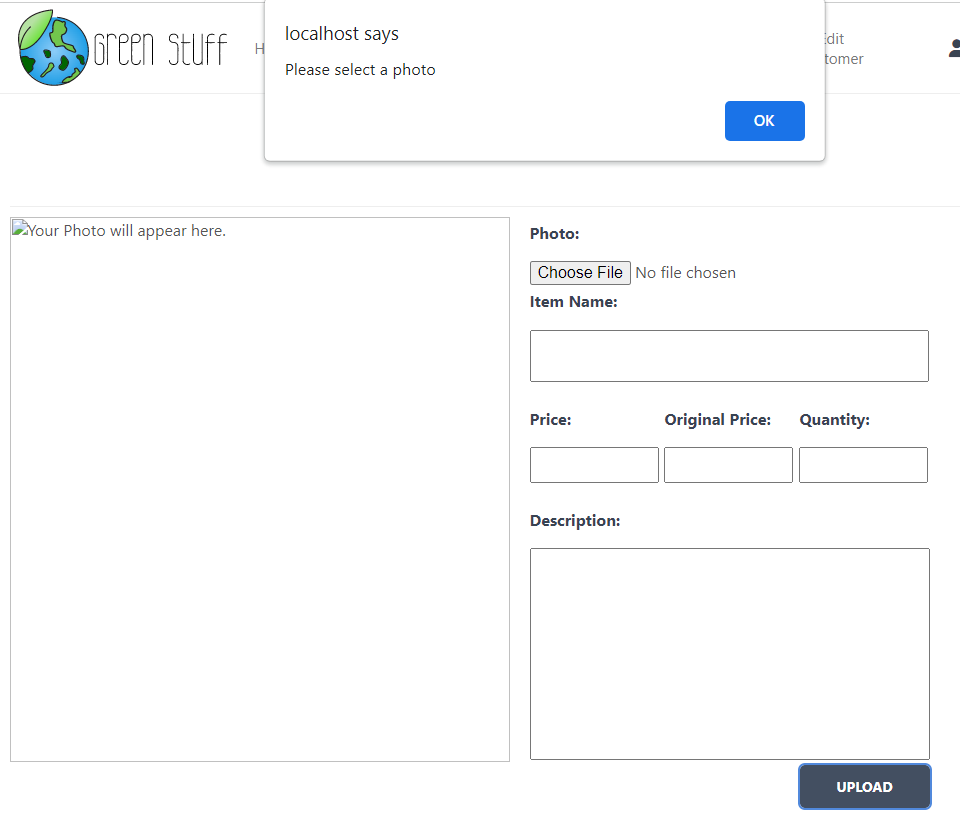 localhost says
Please select a photo
OK
Green Stuff
H
dit
tomer
Your Photo will appear here.
Photo:
Choose File No file chosen
Item Name:
Price: Original Price: Quantity:
Description:
UPLOAD